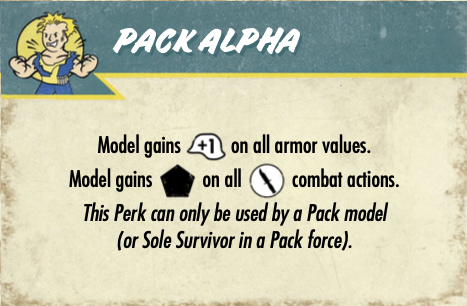 PACK ALPHA
Model gains +1 on all armor values.
Model gains on all combat actions.
This Perk can only be used by a Pack model
(or Sole Survivor in a Pack force).